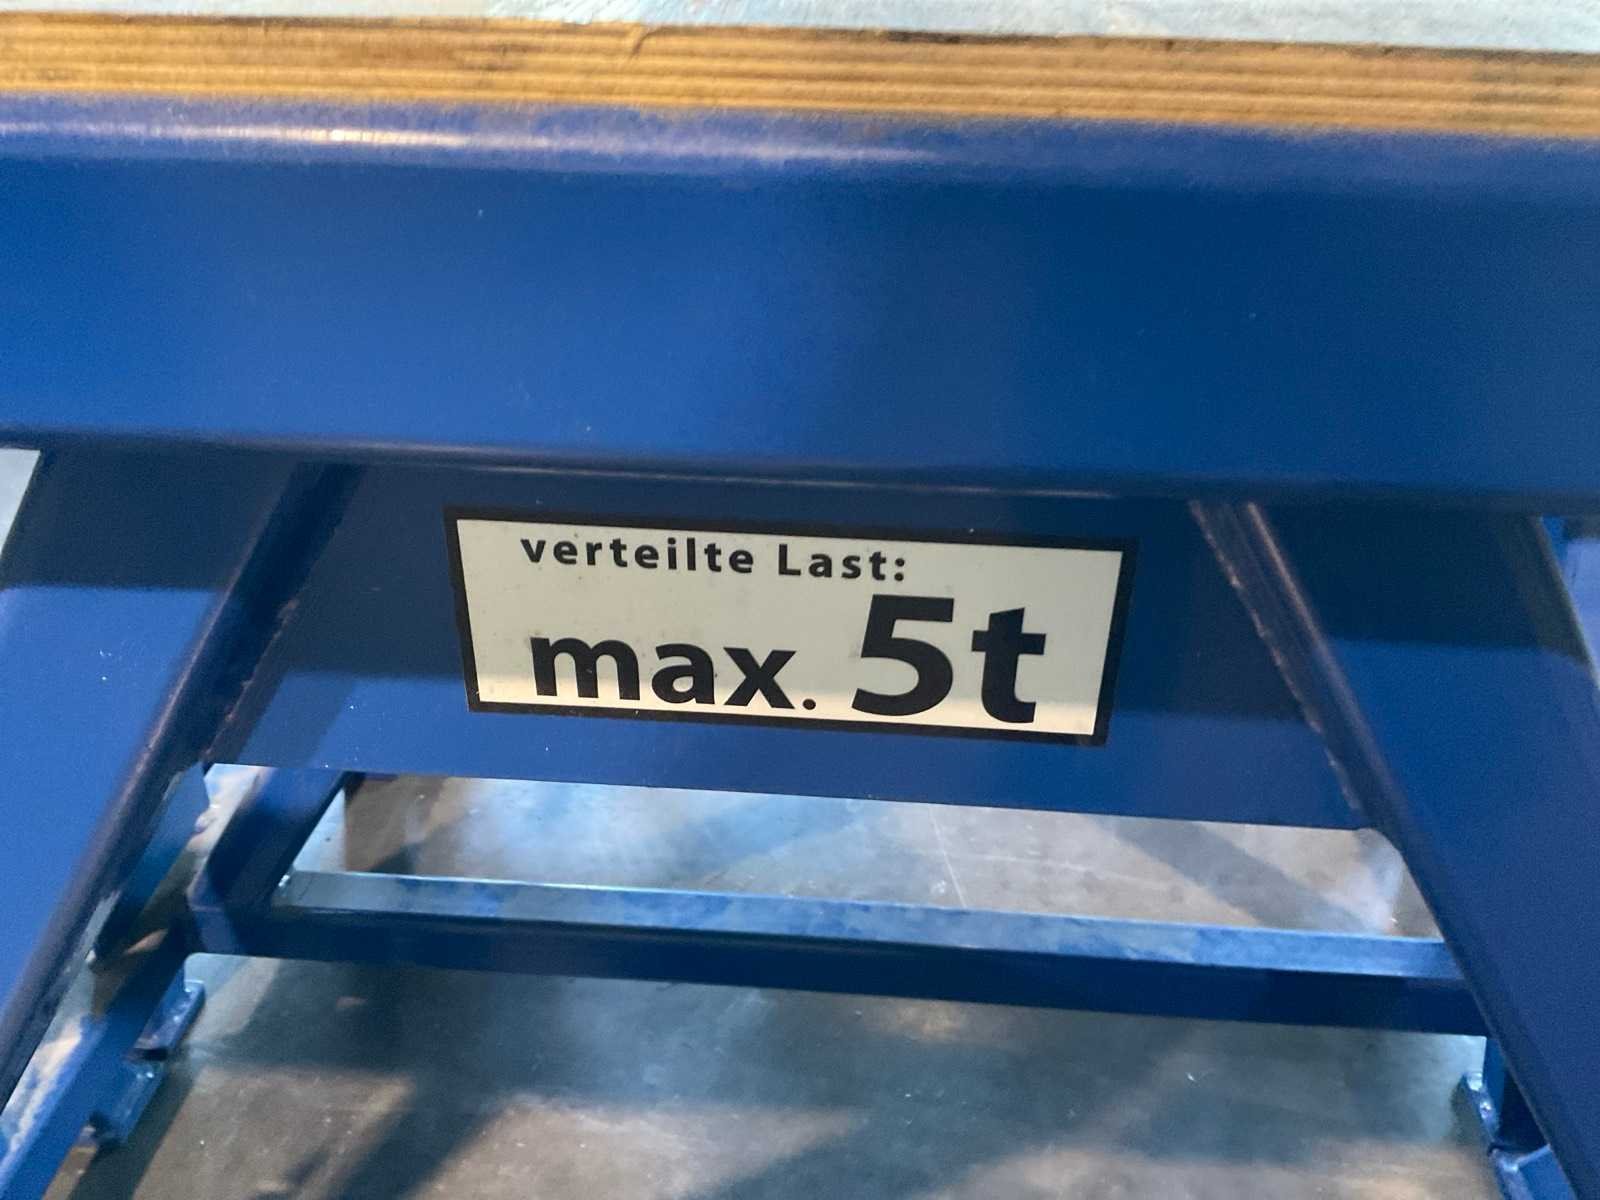 verteilte Last:
max. 5t